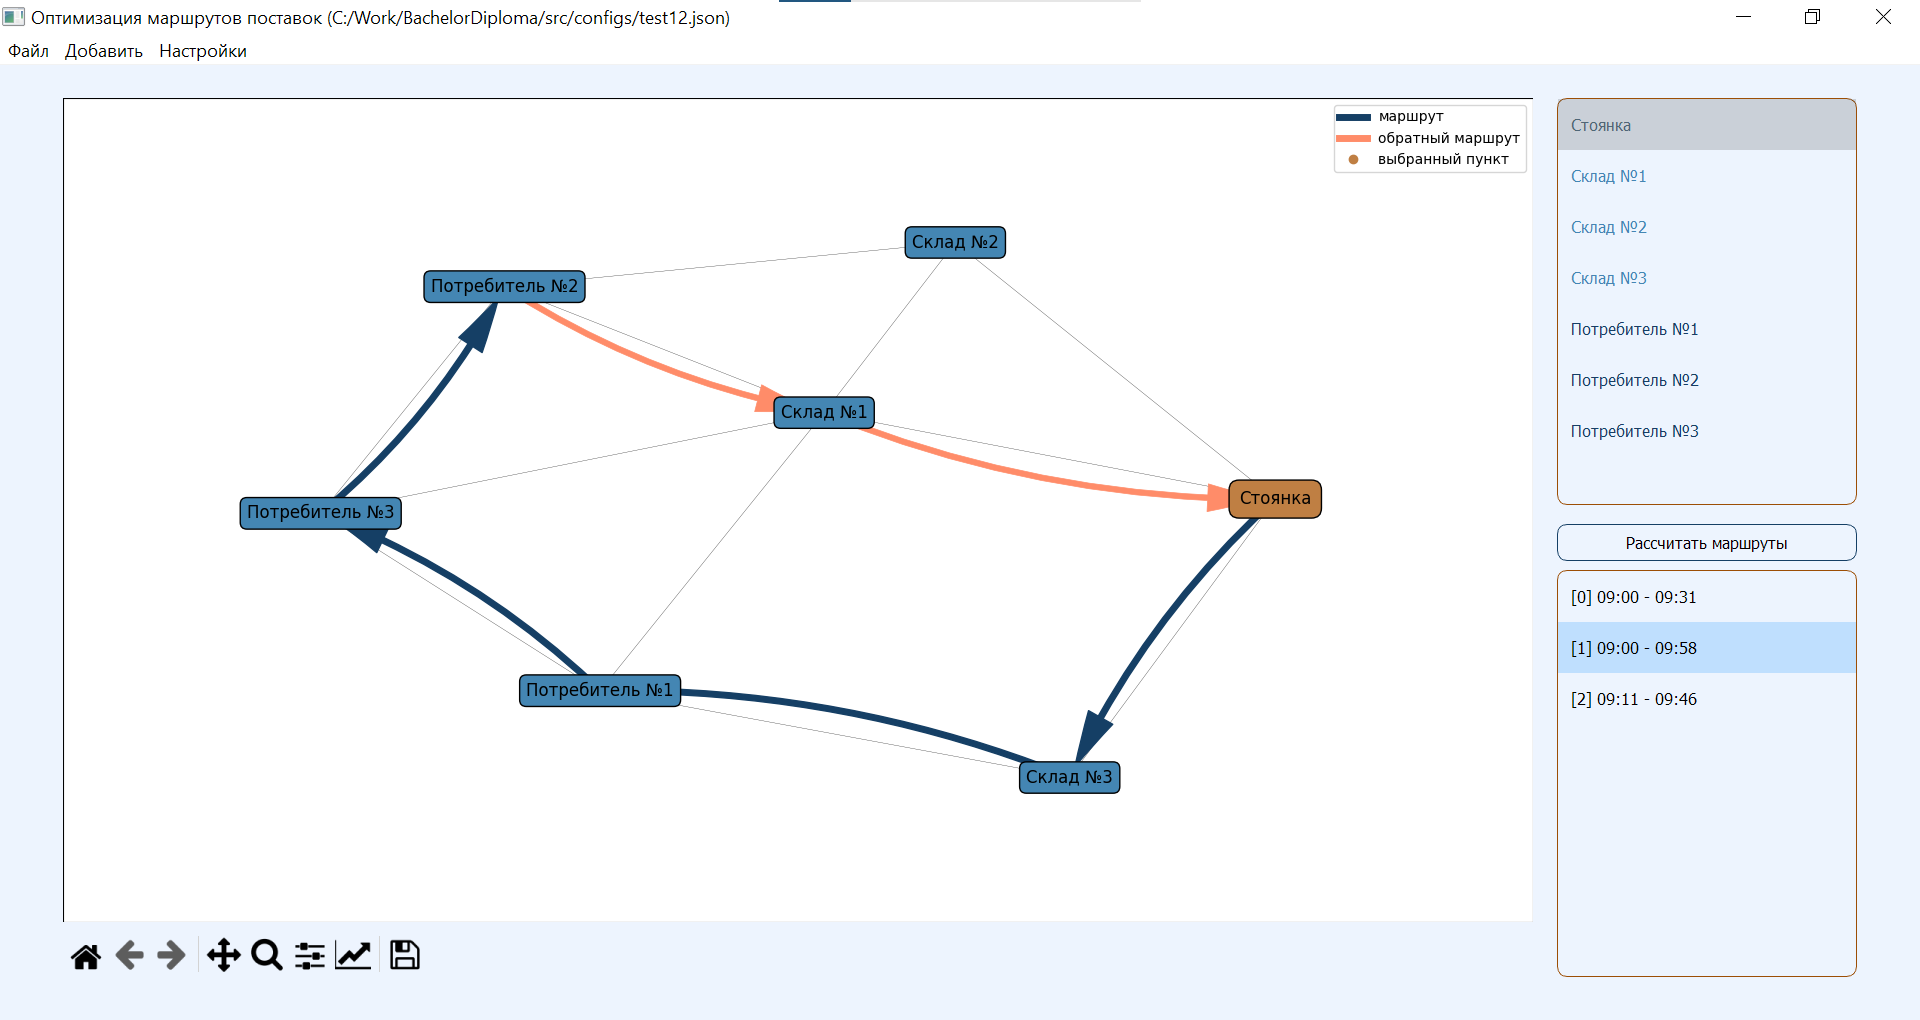 Оптимизация маршрутов поставок (C:/Work/BachelorDiploma/src/configs/test12.json)
Файл Добавить Настройки
маршрут
обратный маршрут
выбранный пункт
Склад №2
Потребитель №2
Склад №1
Стоянка
Потребитель №3
Потребитель №1
Склад №3
Стоянка
Склад №1
Склад №2
Склад №3
Потребитель №1
Потребитель №2
Потребитель №3
Рассчитать маршруты
[0] 09:00 - 09:31
[1] 09:00 - 09:58
[2] 09:11 - 09:46